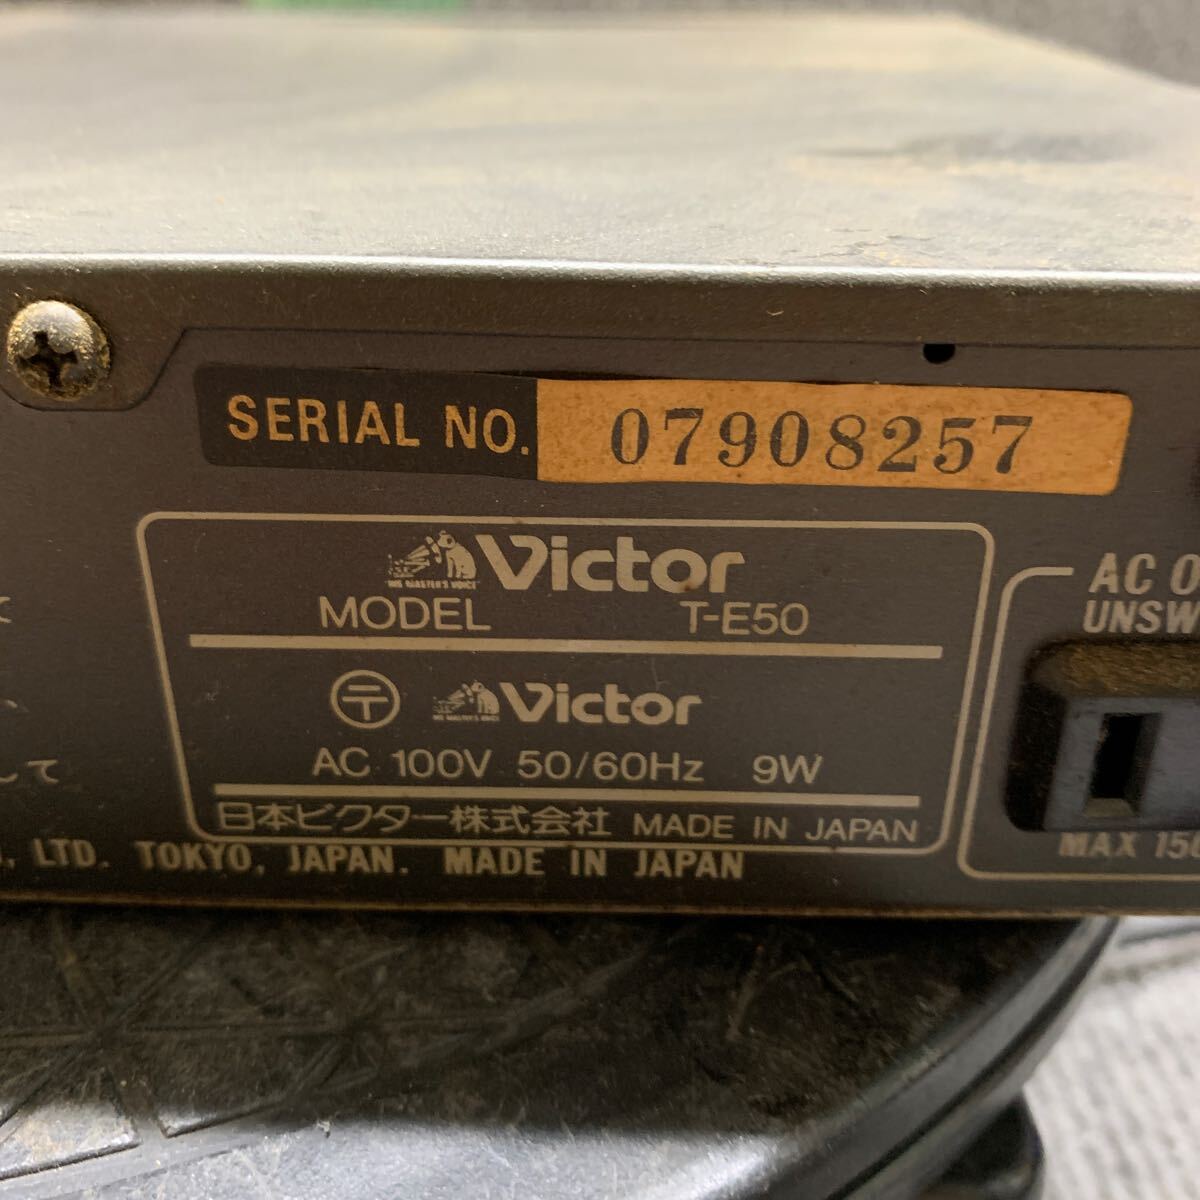 SERIAL NO. 07908257
HIS MASTER'S VOICE
Victor
MODEL T-E50
〒 Victor
AC 100V 50/60Hz 9W
日本ビクター株式会社 MADE IN JAPAN
LTD. TOKYO, JAPAN. MADE IN JAPAN
AC
MAX
て
して